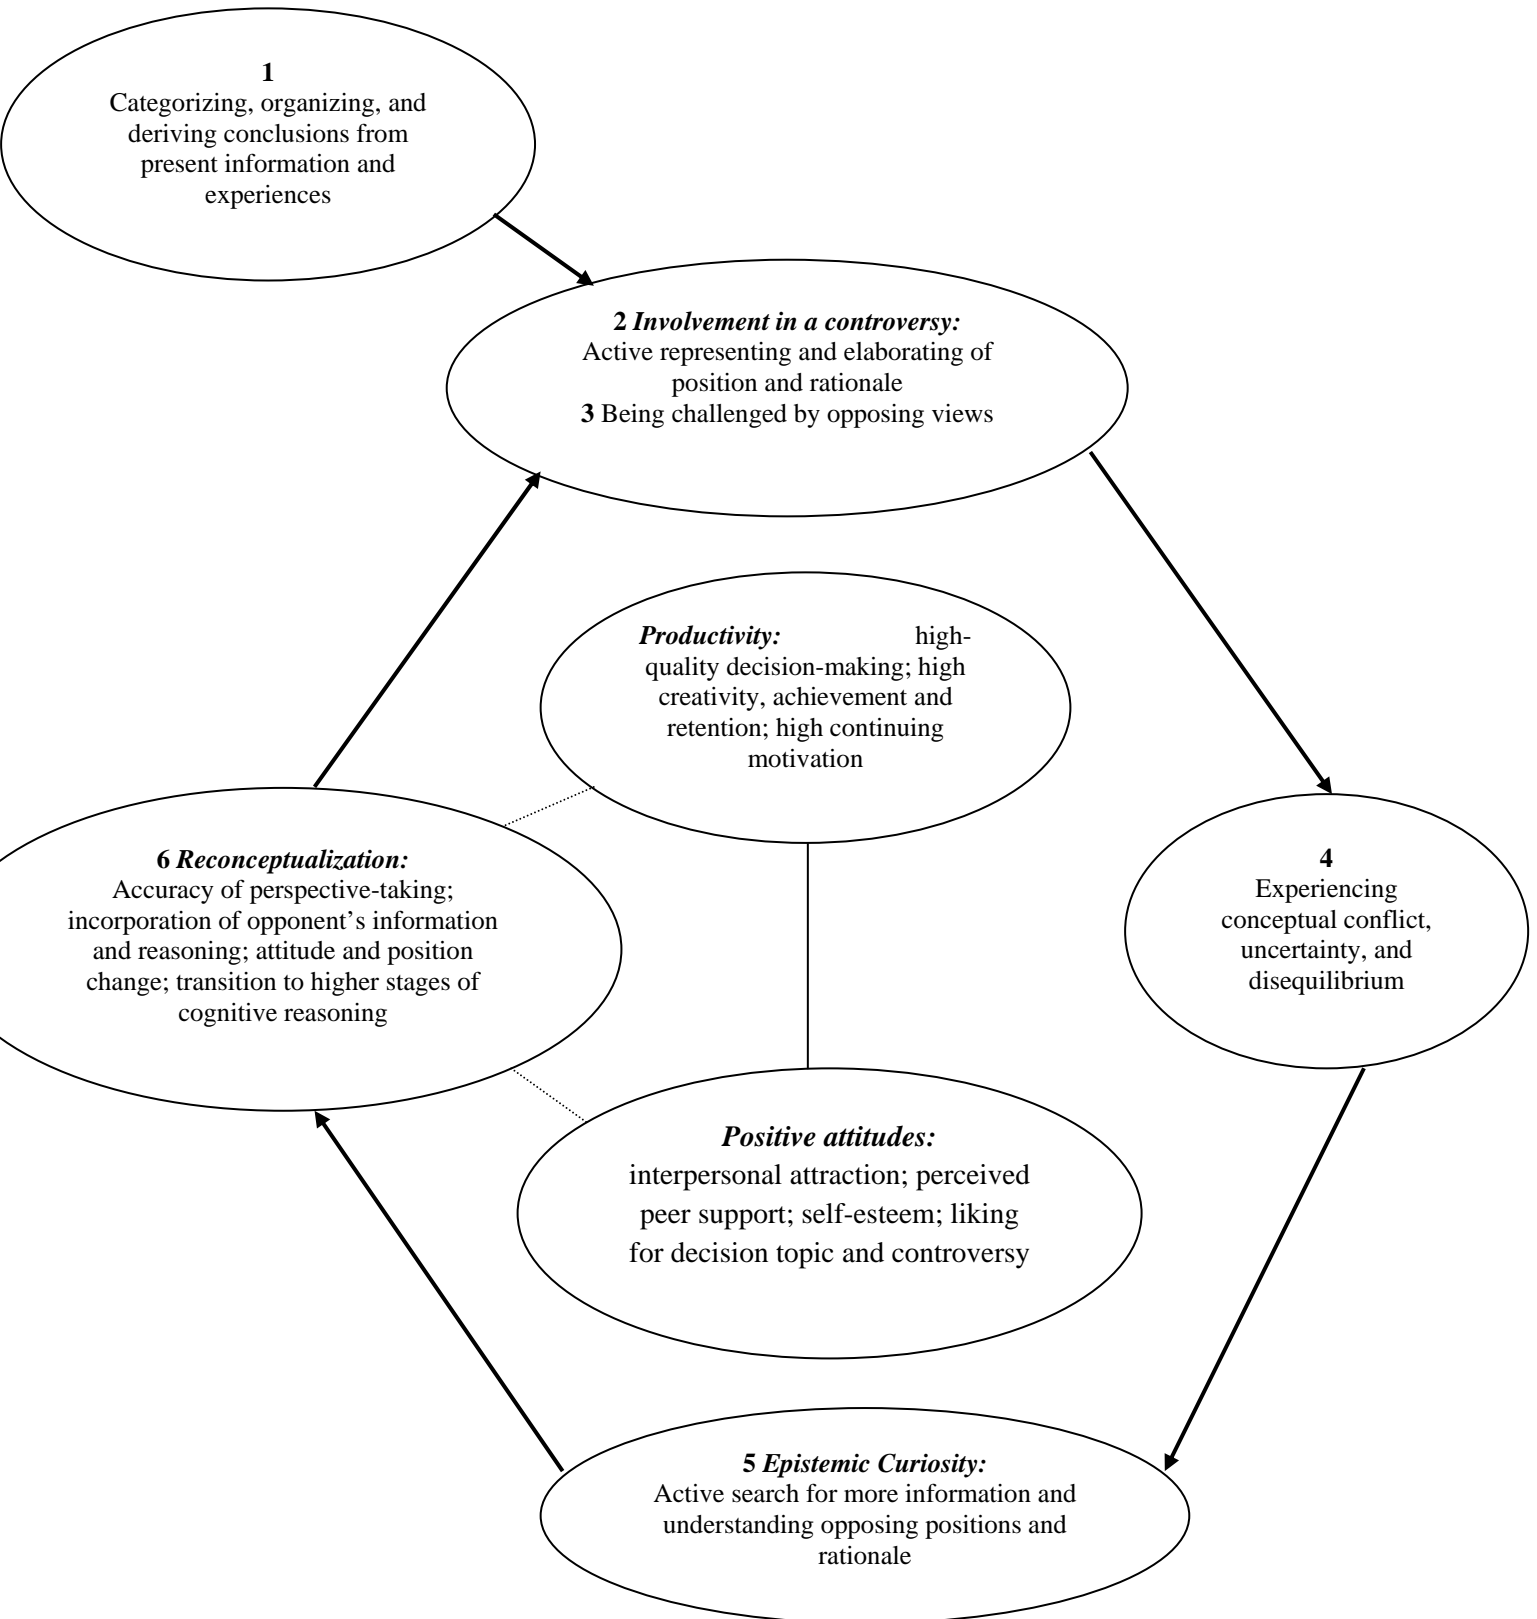 1
Categorizing, organizing, and
deriving conclusions from
present information and
experiences
2 Involvement in a controversy:
Active representing and elaborating of
position and rationale
3 Being challenged by opposing views
Productivity: high-
quality decision-making; high
creativity, achievement and
retention; high continuing
motivation
6 Reconceptualization:
Accuracy of perspective-taking;
incorporation of opponent’s information
and reasoning; attitude and position
change; transition to higher stages of
cognitive reasoning
4
Experiencing
conceptual conflict,
uncertainty, and
disequilibrium
Positive attitudes:
interpersonal attraction; perceived
peer support; self-esteem; liking
for decision topic and controversy
5 Epistemic Curiosity:
Active search for more information and
understanding opposing positions and
rationale